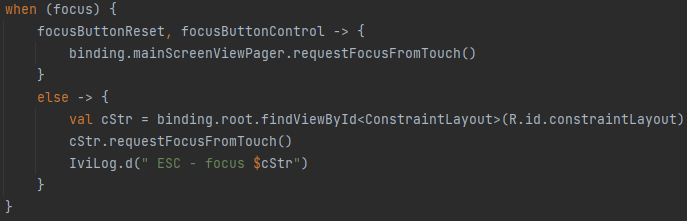 when (focus) {
    focusButtonReset, focusButtonControl -> {
        binding.mainScreenViewPager.requestFocusFromTouch()
    }
    else -> {
        val cStr = binding.root.findViewById<ConstraintLayout>(R.id.constraintLayout)
        cStr.requestFocusFromTouch()
        IviLog.d(" ESC - focus $cStr")
    }
}